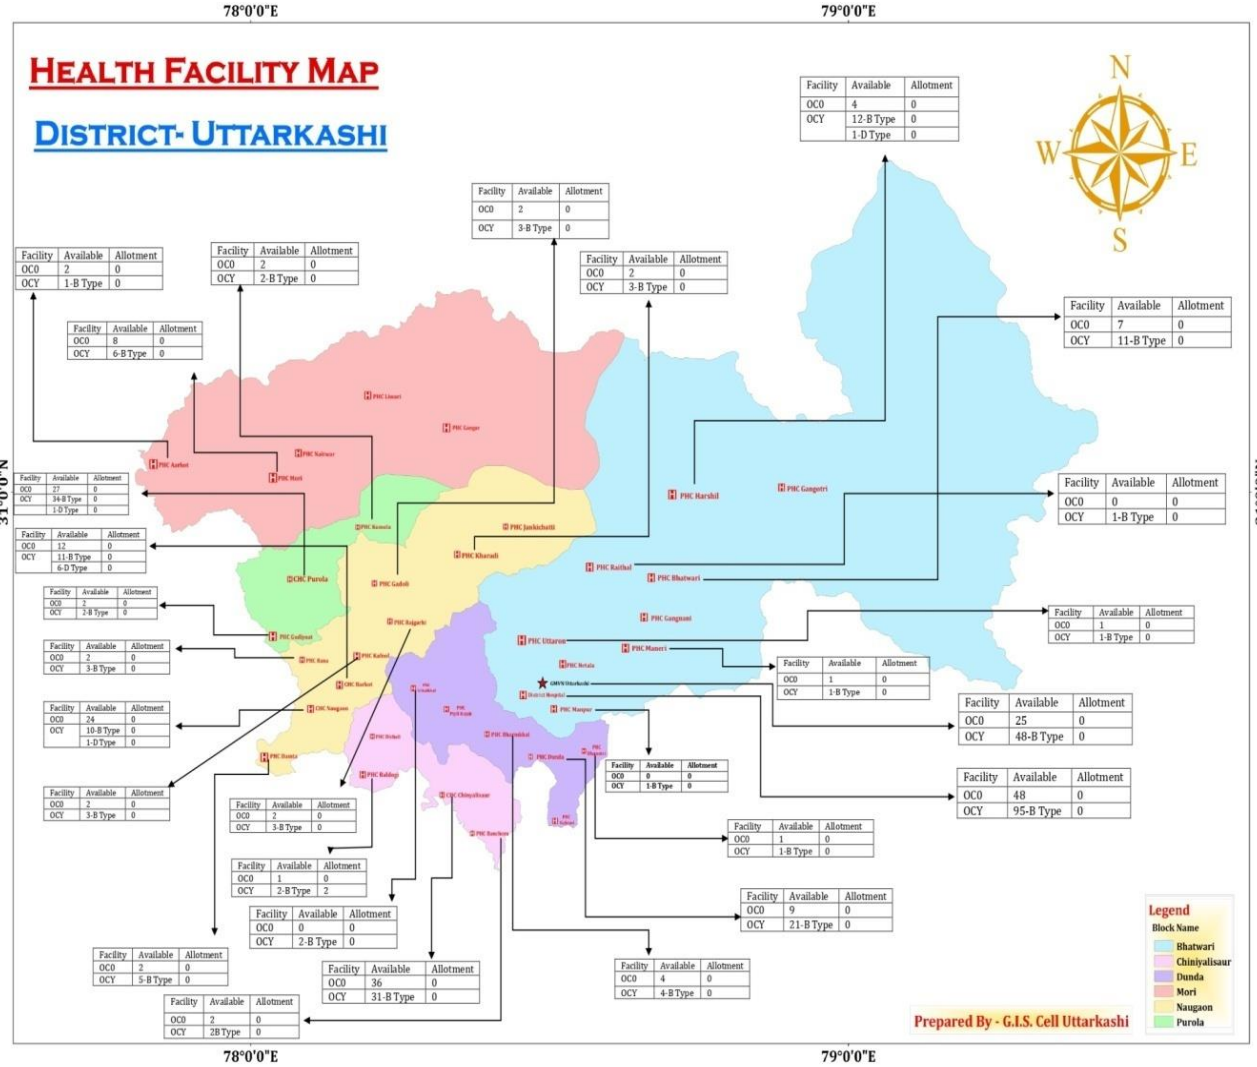 78°0'0"E
79°0'0"E
HEALTH FACILITY MAP
DISTRICT- UTTARKASHI
N
W E
S
Facility Available Allotment
OC0 4 0
OCY 12-B Type 0
1-D Type 0
Facility Available Allotment
OC0 2 0
OCY 3-B Type 0
Facility Available Allotment
OC0 2 0
OCY 1-B Type 0
Facility Available Allotment
OC0 2 0
OCY 2-B Type 0
Facility Available Allotment
OC0 2 0
OCY 3-B Type 0
Facility Available Allotment
OC0 8 0
OCY 6-B Type 0
Facility Available Allotment
OC0 7 0
OCY 11-B Type 0
PHC Gangotri
PHC Harshil
PHC Naitwar
PHC Mori
31°0'0"N
Facility Available Allotment
OC0 27 0
OCY 34-B Type 0
1-D Type 0
Facility Available Allotment
OC0 0 0
OCY 1-B Type 0
PHC Jankichatti
Facility Available Allotment
OC0 12 0
OCY 11-B Type 0
6-D Type 0
PHC Kharsali
PHC Raithal
PHC Bhatwari
CHC Purola
PHC Gadoli
Facility Available Allotment
OC0 2 0
OCY 2-B Type 0
PHC Gangnani
Facility Available Allotment
OC0 1 0
OCY 1-B Type 0
PHC Uttaron
PHC Maneri
Facility Available Allotment
OC0 2 0
OCY 3-B Type 0
Facility Available Allotment
OC0 1 0
OCY 1-B Type 0
GMVN Uttarkashi
District Hospital
CHC Barkot
CHC Naugaon
PHC Manpur
Facility Available Allotment
OC0 24 0
OCY 10-B Type 0
1-D Type 0
Facility Available Allotment
OC0 25 0
OCY 48-B Type 0
PHC Damta
PHC Dunda
Facility Available Allotment
OC0 0 0
OCY 1-B Type 0
Facility Available Allotment
OC0 48 0
OCY 95-B Type 0
Facility Available Allotment
OC0 2 0
OCY 3-B Type 0
CHC Chinyalisaur
Facility Available Allotment
OC0 2 0
OCY 3-B Type 0
Facility Available Allotment
OC0 1 0
OCY 1-B Type 0
Facility Available Allotment
OC0 1 0
OCY 2-B Type 2
Facility Available Allotment
OC0 9 0
OCY 21-B Type 0
Facility Available Allotment
OC0 0 0
OCY 2-B Type 0
Facility Available Allotment
OC0 2 0
OCY 5-B Type 0
Facility Available Allotment
OC0 36 0
OCY 31-B Type 0
Facility Available Allotment
OC0 4 0
OCY 4-B Type 0
Facility Available Allotment
OC0 2 0
OCY 2B Type 0
Legend
Block Name
Bhatwari
Chiniyalisaur
Dunda
Mori
Naugaon
Purola
Prepared By - G.I.S. Cell Uttarkashi
78°0'0"E
79°0'0"E